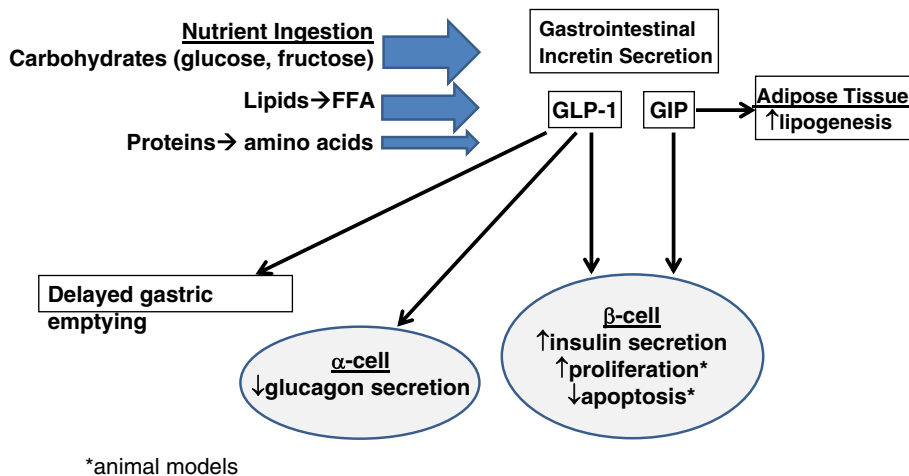 Nutrient Ingestion
Carbohydrates (glucose, fructose)
Lipids→FFA
Proteins→ amino acids
Gastrointestinal
Incretin Secretion
GLP-1
GIP
Adipose Tissue
↑lipogenesis
Delayed gastric
emptying
α-cell
↓glucagon secretion
β-cell
↑insulin secretion
↑proliferation*
↓apoptosis*
*animal models